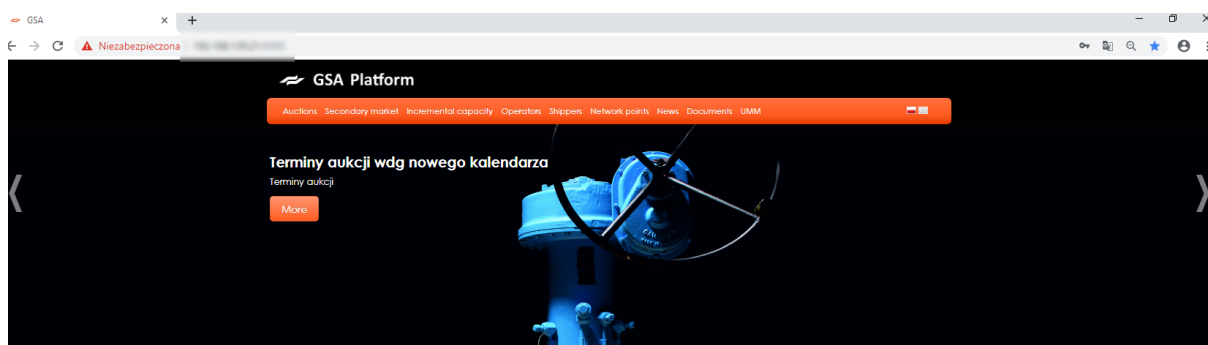 GSA
Niezabezpieczona
GSA Platform
Auctions Secondary market Incremental capacity Operators Shippers Network points News Documents UMM
Terminy aukcji wdg nowego kalendarza
Terminy aukcji
More